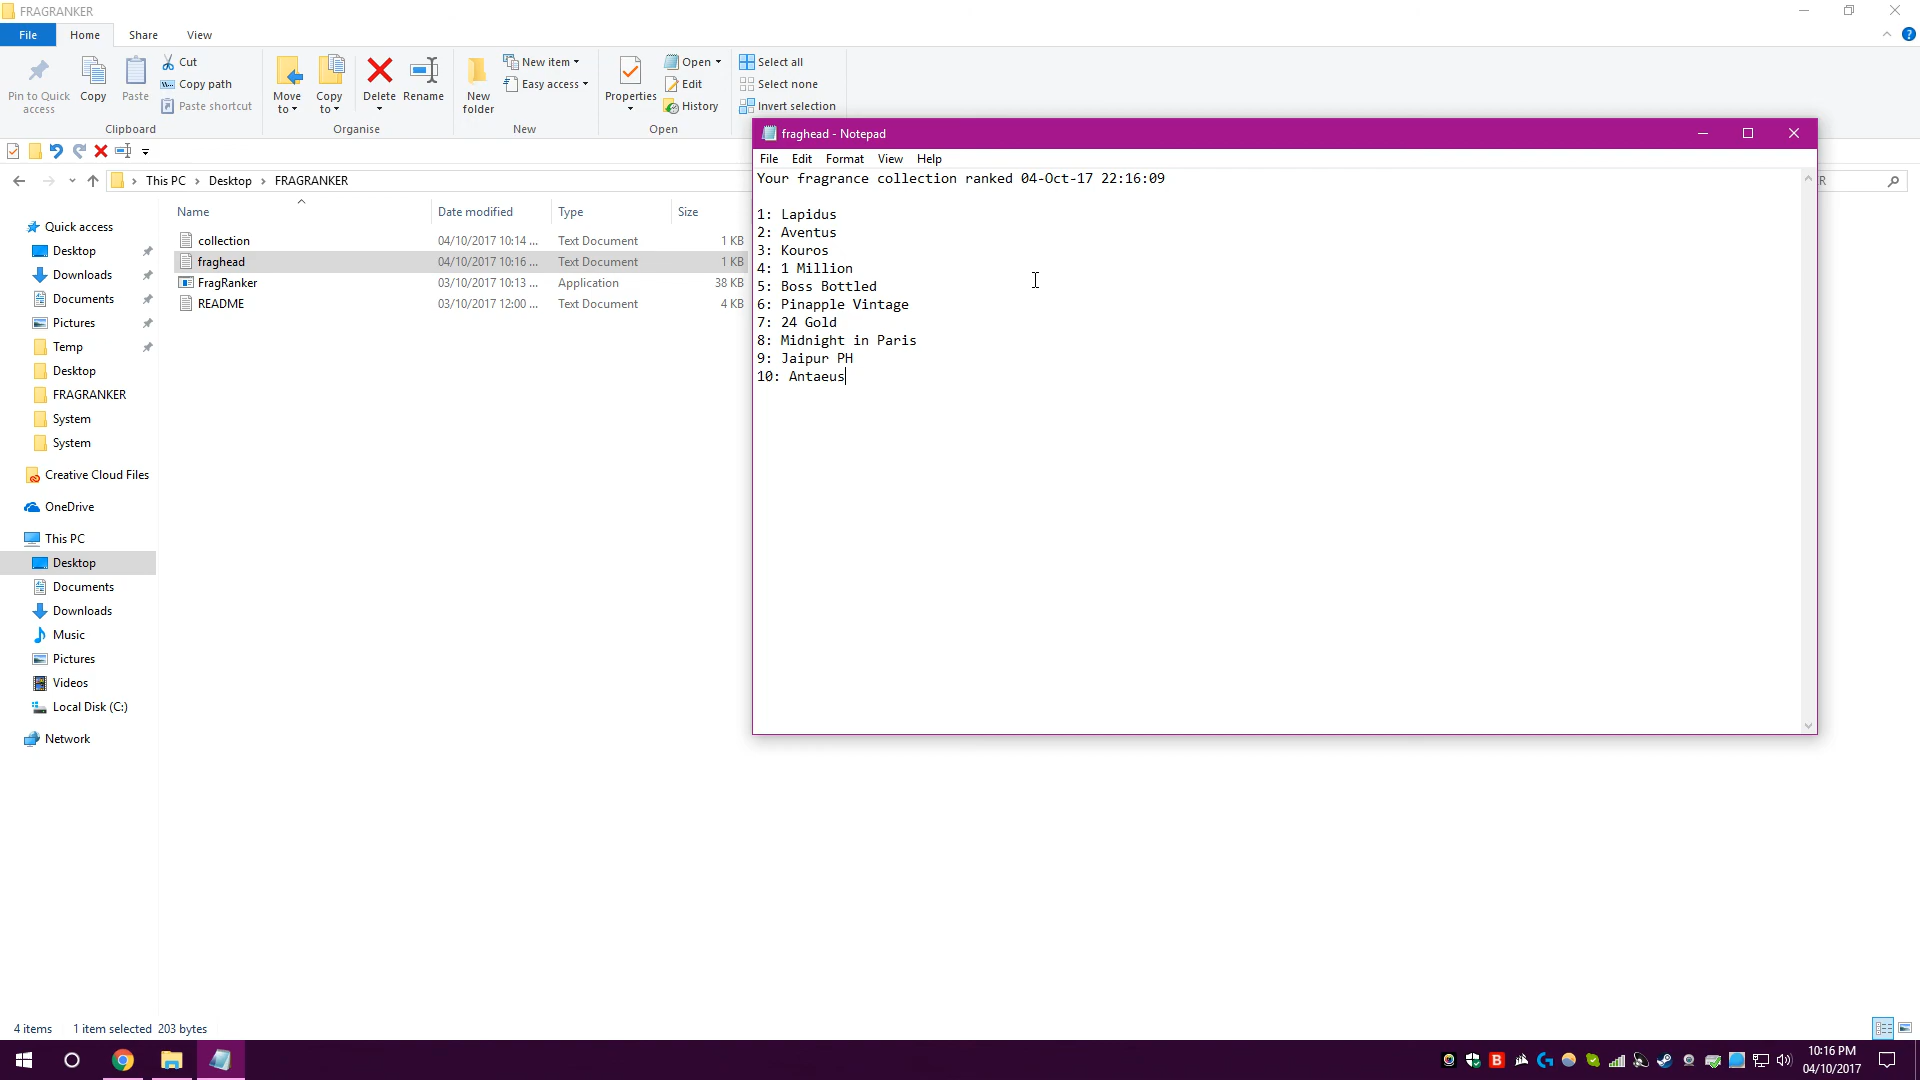 FRAGRANKER
File Home Share View
Pin to Quick access
Copy
Paste
Cut
Copy path
Paste shortcut
Clipboard
Move to
Copy to
Delete
Rename
Organise
New folder
New item
Easy access
New
Properties
Open
Edit
History
Open
Select all
Select none
Invert selection
This PC > Desktop > FRAGRANKER
R
Name Date modified Type Size
collection 04/10/2017 10:14 ... Text Document 1 KB
fraghead 04/10/2017 10:16 ... Text Document 1 KB
FragRanker 03/10/2017 10:13 ... Application 38 KB
README 03/10/2017 12:00 ... Text Document 4 KB
Quick access
Desktop
Downloads
Documents
Pictures
Temp
Desktop
FRAGRANKER
System
System
Creative Cloud Files
OneDrive
This PC
Desktop
Documents
Downloads
Music
Pictures
Videos
Local Disk (C:)
Network
fraghead - Notepad
File Edit Format View Help
Your fragrance collection ranked 04-Oct-17 22:16:09
1: Lapidus
2: Aventus
3: Kouros
4: 1 Million
5: Boss Bottled
6: Pinapple Vintage
7: 24 Gold
8: Midnight in Paris
9: Jaipur PH
10: Antaeus
4 items 1 item selected 203 bytes
10:16 PM
04/10/2017